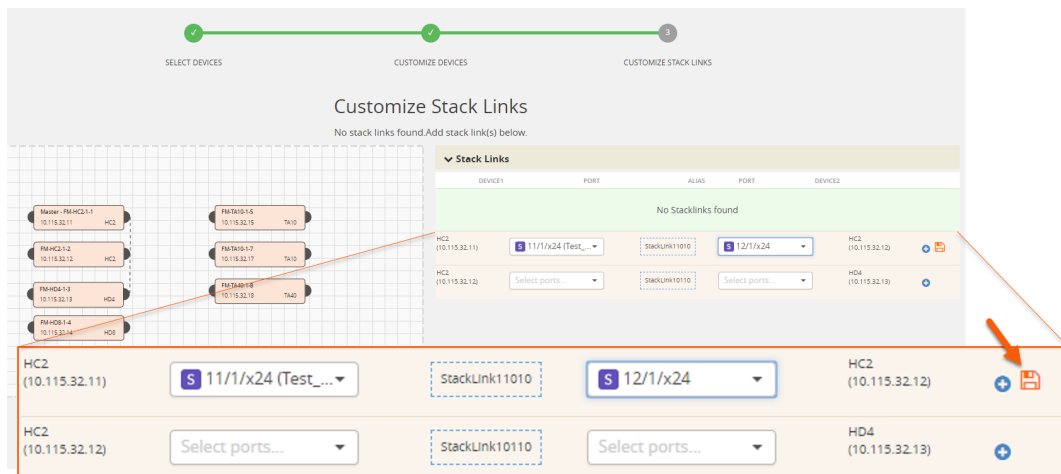 3
SELECT DEVICES
CUSTOMIZE DEVICES
CUSTOMIZE STACK LINKS
Customize Stack Links
No stack links found.Add stack link(s) below.
Stack Links
DEVICE1 PORT ALIAS PORT DEVICE2
No Stacklinks found
Master - FM-HC2-1-1
10.115.32.11 HC2
FM-TA10-1-5
10.115.32.15 TA10
FM-HC2-1-2
10.115.32.12 HC2
FM-TA10-1-7
10.115.32.17 TA10
FM-HD4-1-3
10.115.32.13 HD4
FM-TA40-1-8
10.115.32.18 TA40
FM-HD8-1-4
10.115.32.14 HD8
HC2
(10.115.32.11)
S 11/1/x24 (Test_...
StackLink11010
S 12/1/x24
HC2
(10.115.32.12)
HC2
(10.115.32.12)
Select ports...
StackLink10110
Select ports...
HD4
(10.115.32.13)
HC2
(10.115.32.11)
S 11/1/x24 (Test_...
StackLink11010
S 12/1/x24
HC2
(10.115.32.12)
HC2
(10.115.32.12)
Select ports...
StackLink10110
Select ports...
HD4
(10.115.32.13)